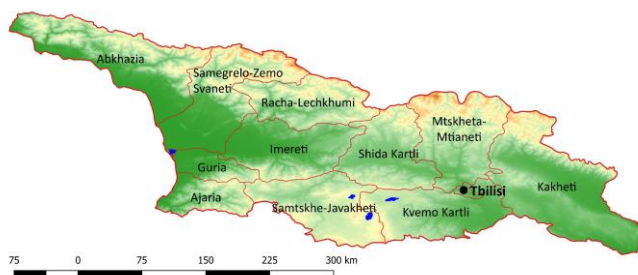 Abkhazia
Samegrelo-Zemo
Svaneti
Racha-Lechkhumi
Mtskheta-
Mtianeti
Imereti
Shida Kartli
Guria
Tbilisi
Kakheti
Ajaria
Samtskhe-Javakheti
Kvemo Kartli
75 0 75 150 225 300 km